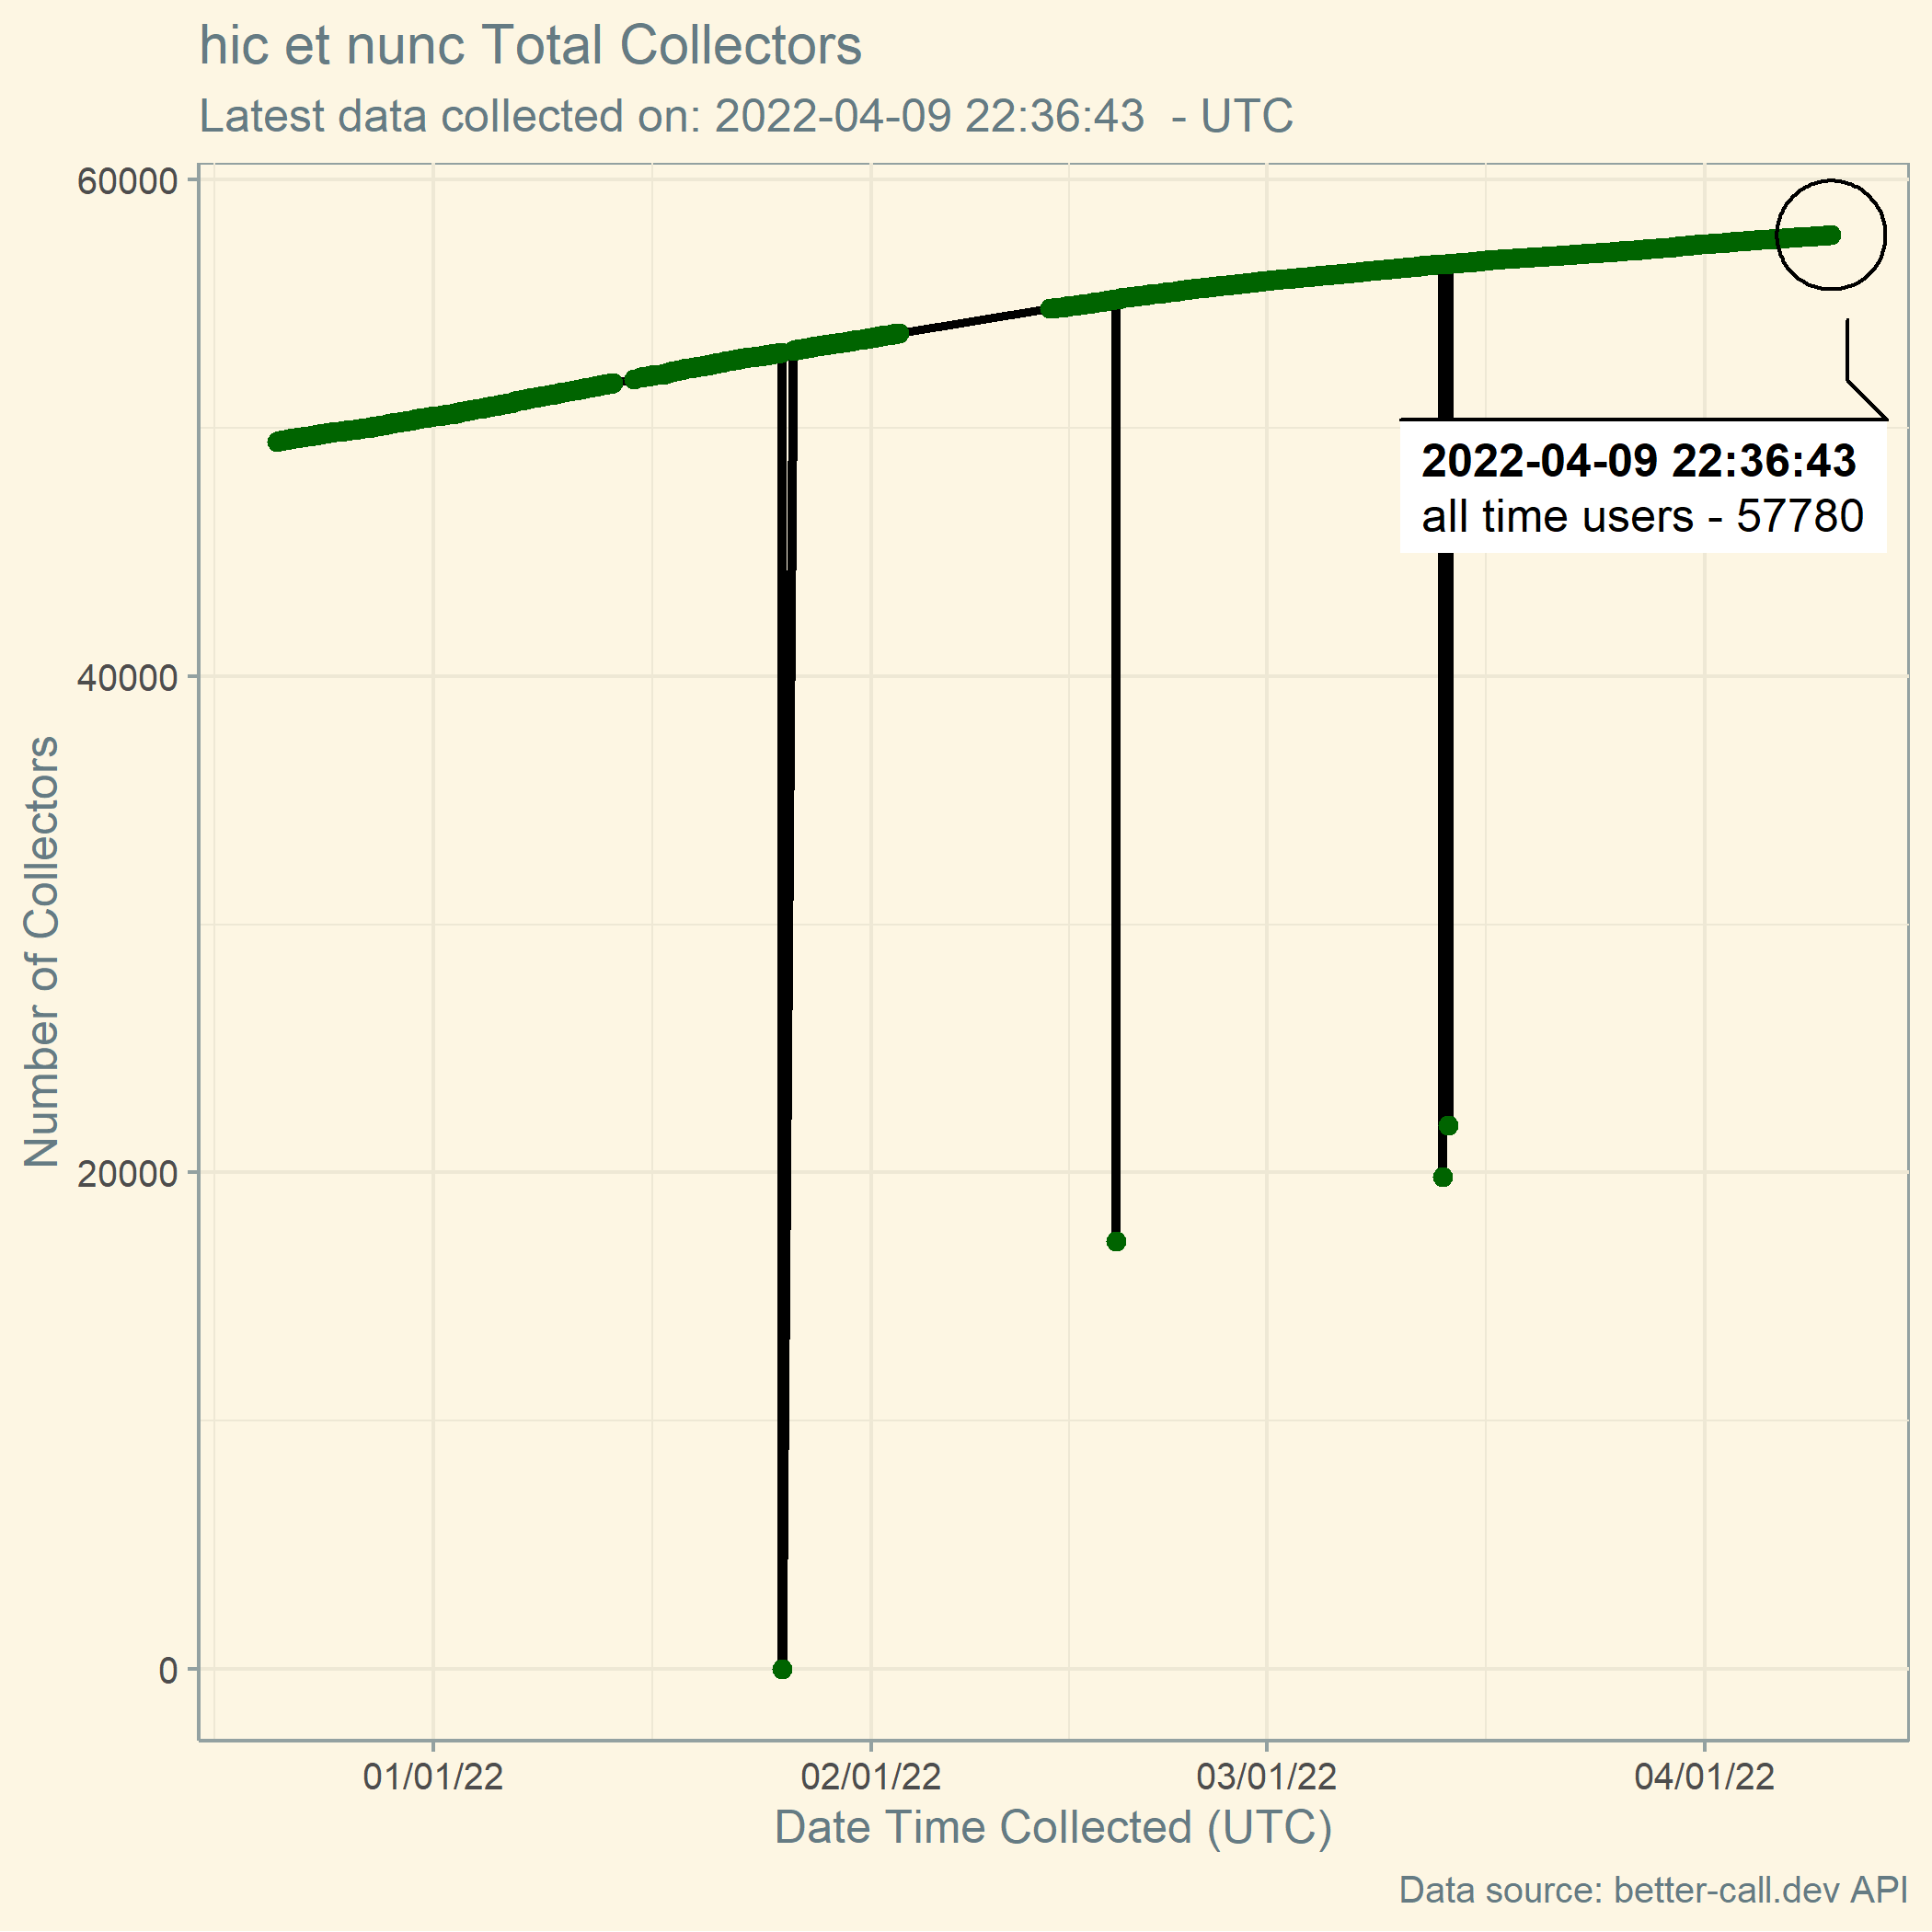 hic et nunc Total Collectors
Latest data collected on: 2022-04-09 22:36:43  - UTC
60000
40000
20000
0
Number of Collectors
2022-04-09 22:36:43
all time users - 57780
01/01/22
02/01/22
03/01/22
04/01/22
Date Time Collected (UTC)
Data source: better-call.dev API